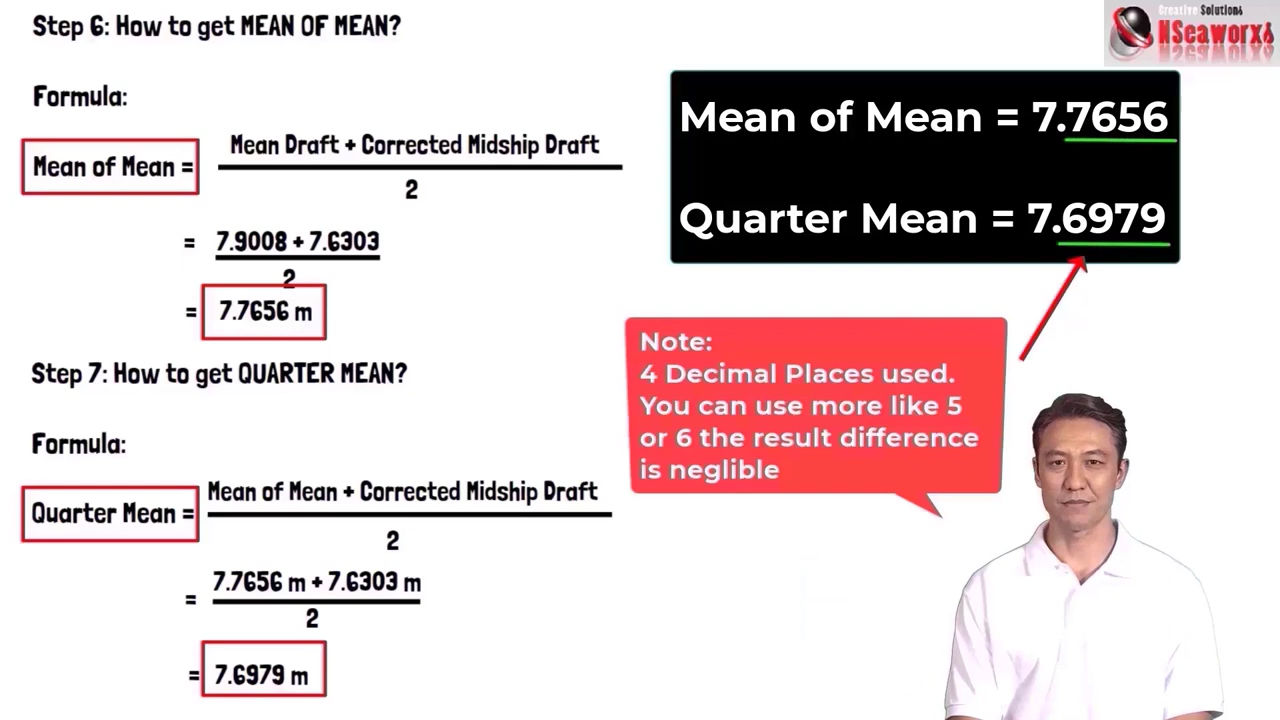 Step 6: How to get MEAN OF MEAN?
Formula:
Mean of Mean =
Mean Draft + Corrected Midship Draft
2
= 7.9008 + 7.6303
2
= 7.7656 m
Step 7: How to get QUARTER MEAN?
Formula:
Quarter Mean =
Mean of Mean + Corrected Midship Draft
2
= 7.7656 m + 7.6303 m
2
= 7.6979 m
Creative Solutions
NSeaworx
Mean of Mean = 7.7656
Quarter Mean = 7.6979
Note:
4 Decimal Places used.
You can use more like 5
or 6 the result difference
is neglible